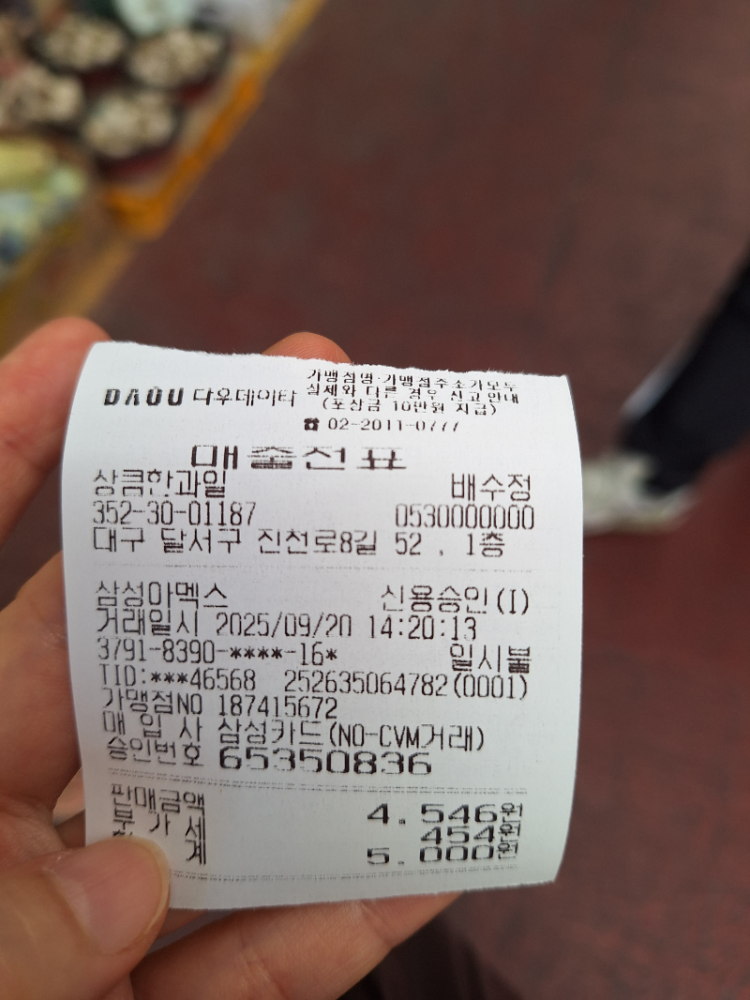 DAOU 다우데이타
가맹점명·가맹점주소가모두
실제와 다른 경우 신고안내
(포상금 10만원 지급)
☎ 02-2011-0777
매출전표
상큼한과일 배수정
352-30-01187 0530000000
대구 달서구 진천로8길 52 . 1층
삼성아멕스 신용승인(I)
거래일시 2025/09/20 14:20:13
3791-8390-****-16* 일시불
TID:***46568 252635064782(0001)
가맹점NO 187415672
매 입 사 삼성카드(NO-CVM거래)
승인번호 65350836
판매금액 4.546원
부 가 세 454원
계 5.000원